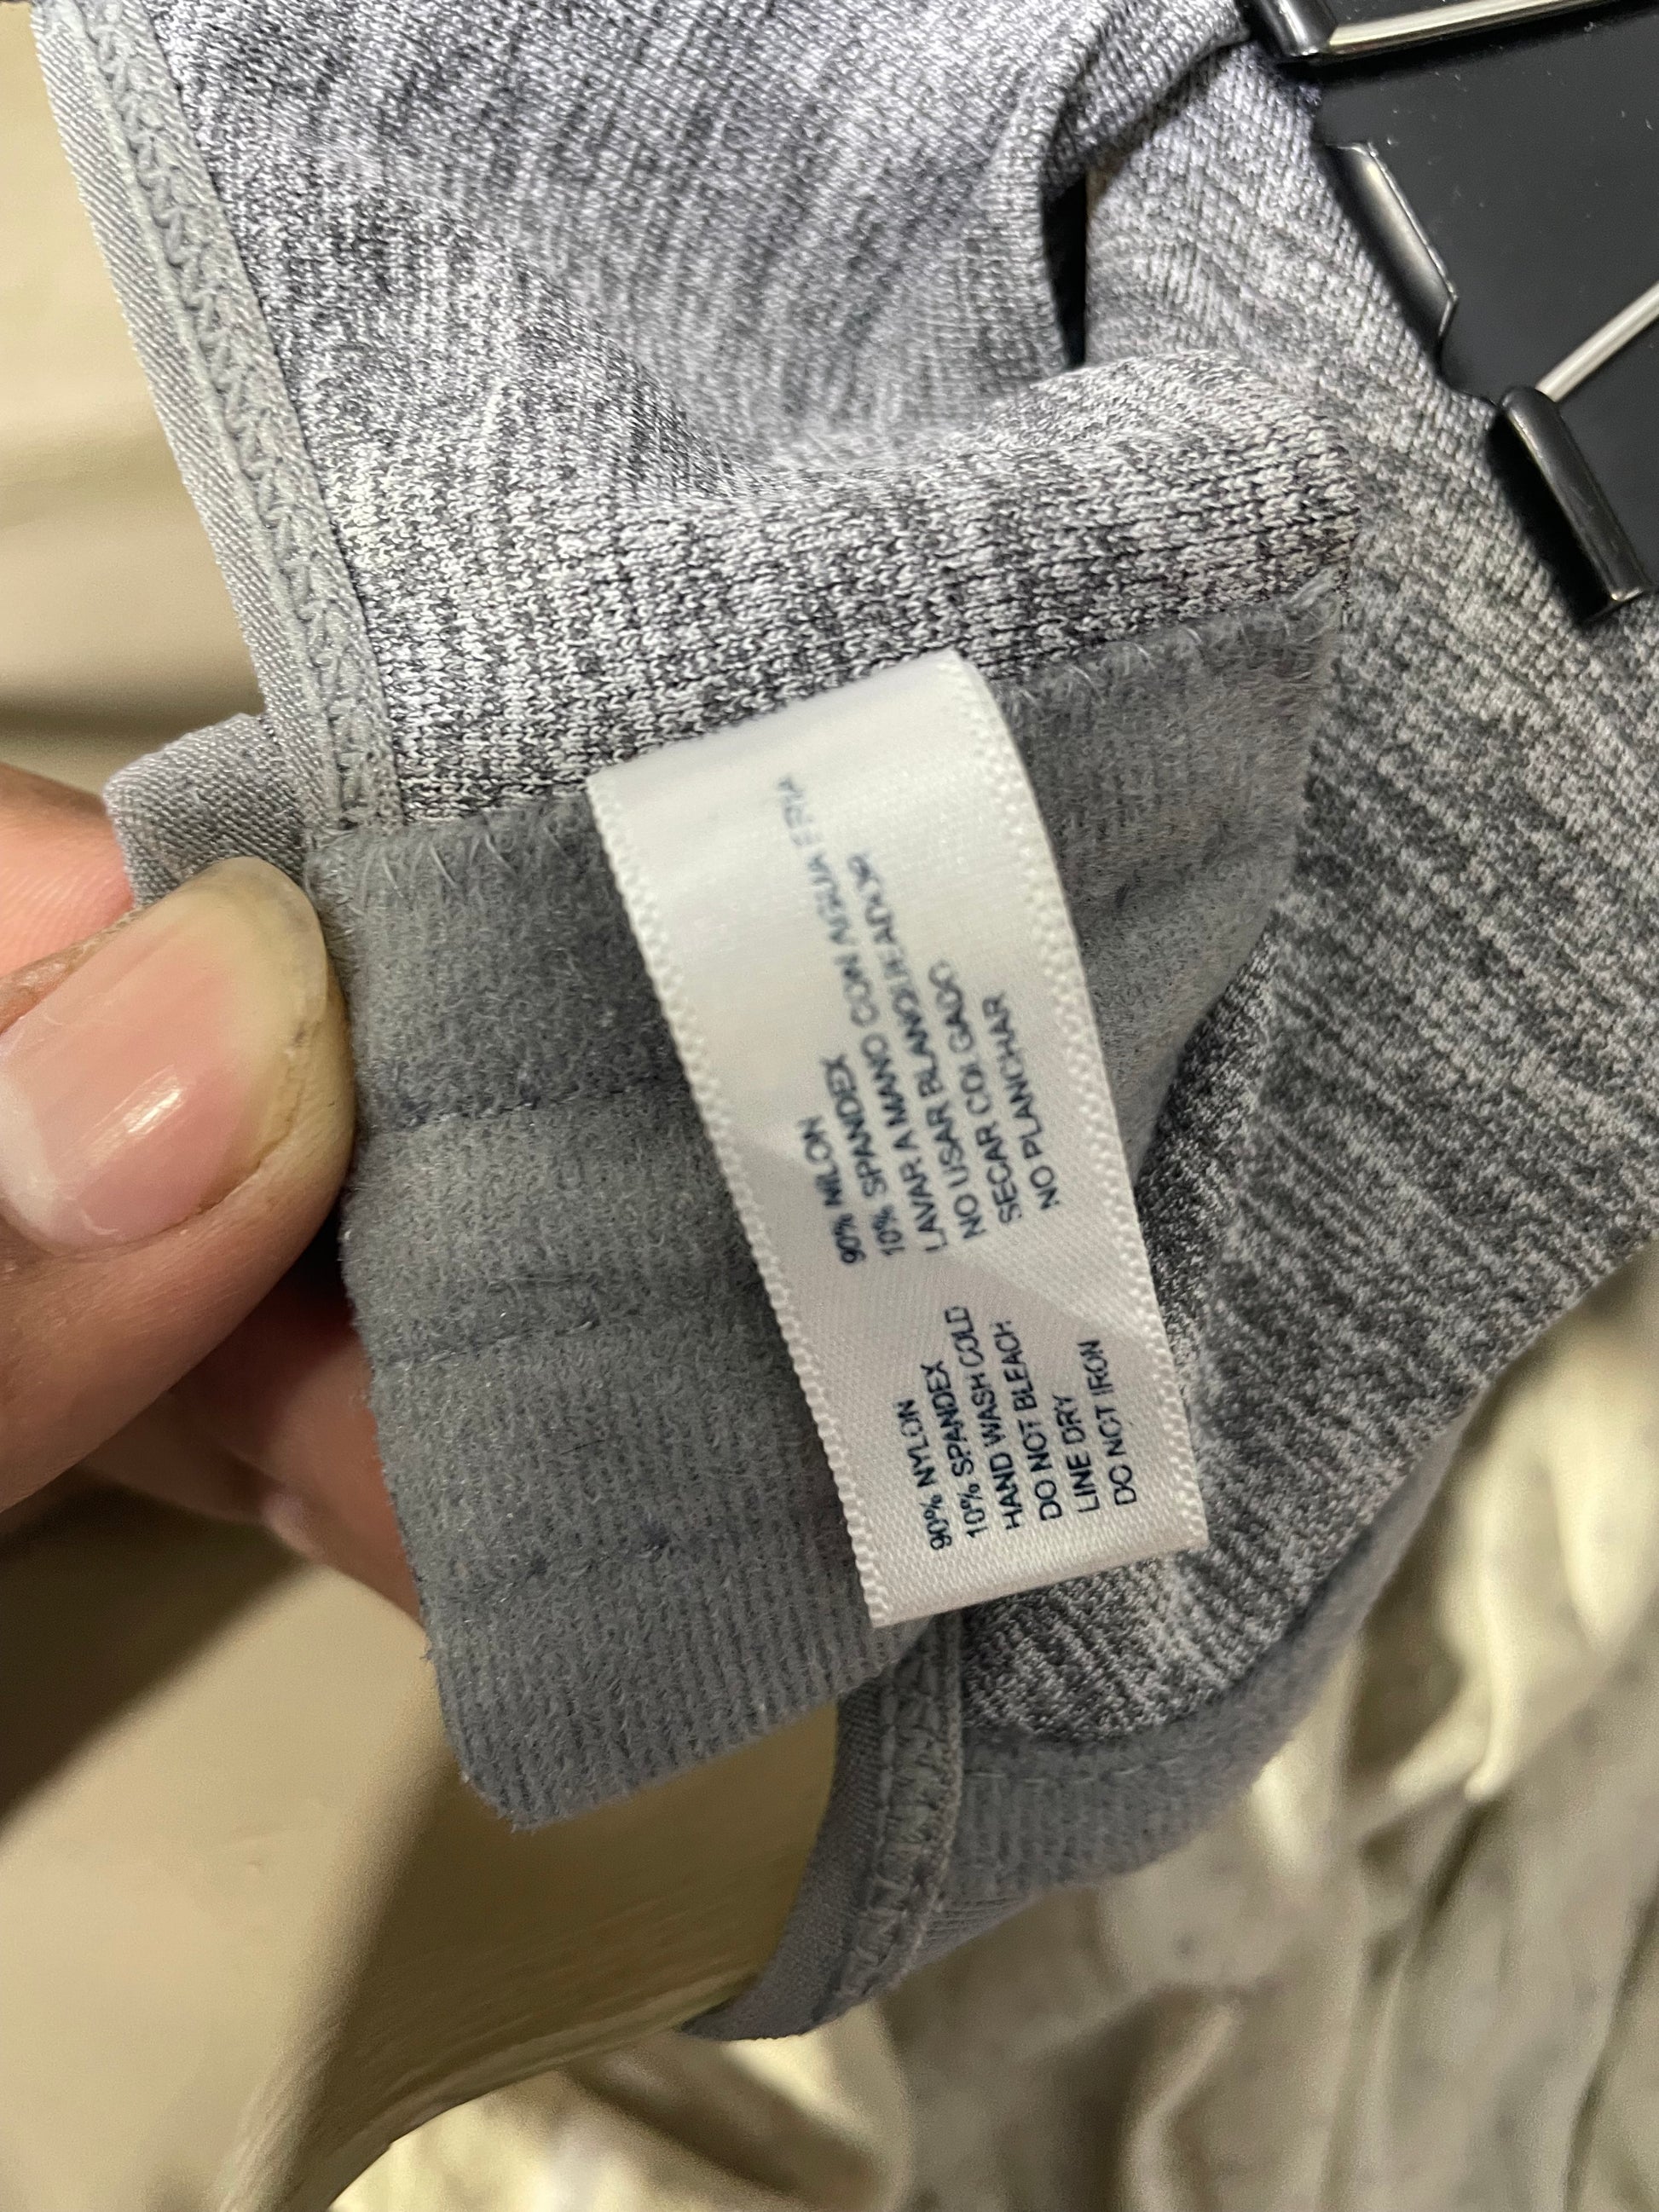 90% NILON
10% SPANDEX
LAVAR A MANO CON AGUA FRIA
NO USAR BLANQUEADOR
SECAR COLGADO
NO PLANCHAR
90% NYLON
10% SPANDEX
HAND WASH COLD
DO NOT BLEACH
LINE DRY
DO NOT IRON